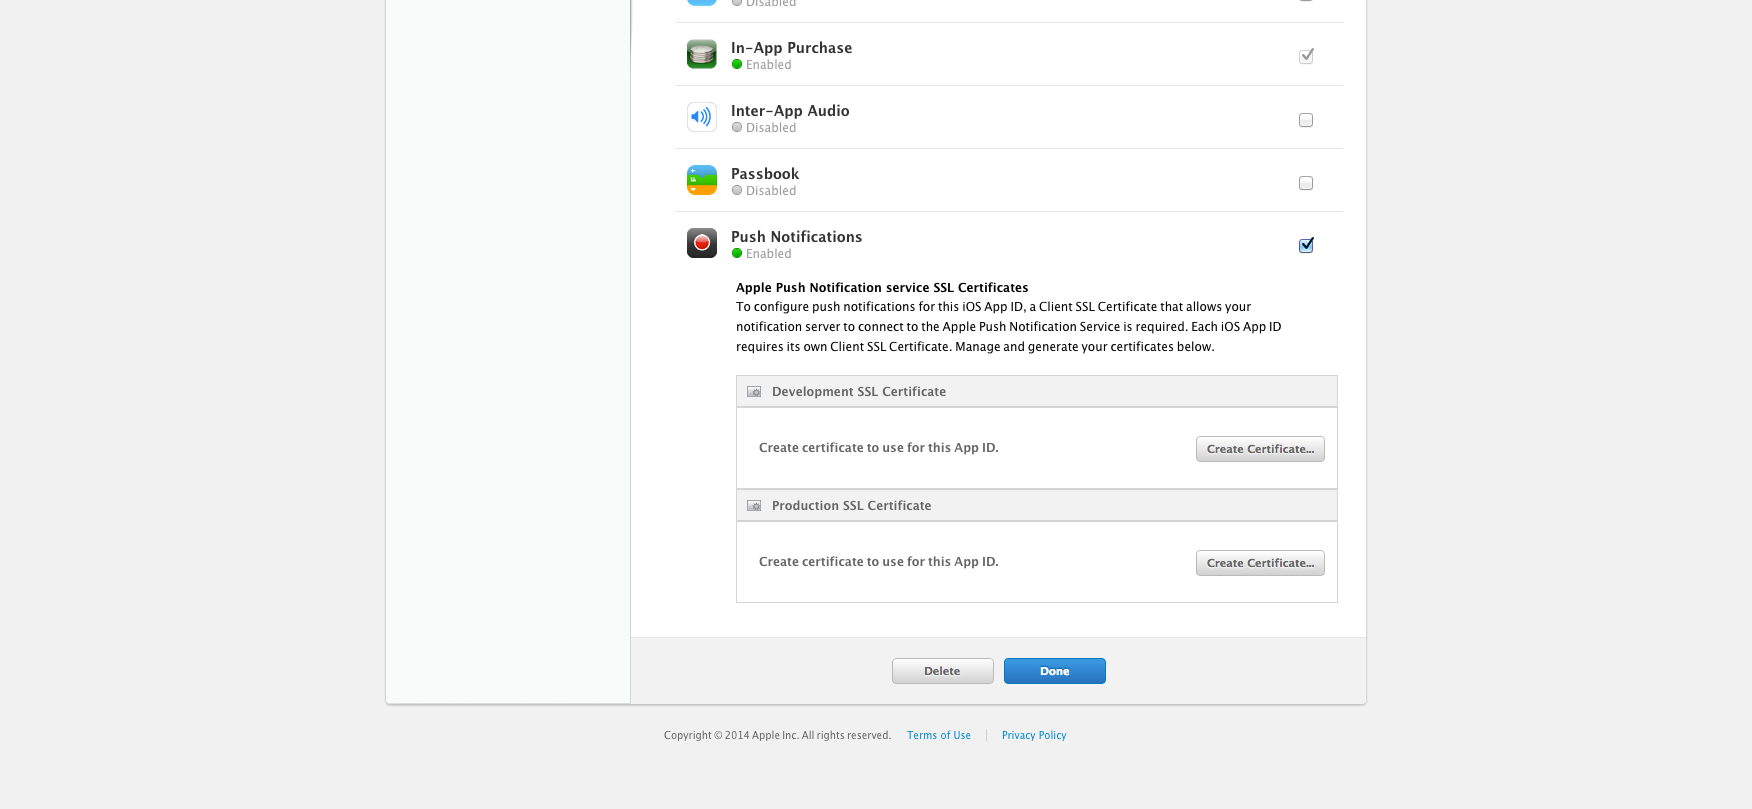 Disabled
In-App Purchase
Enabled
Inter-App Audio
Disabled
Passbook
Disabled
Push Notifications
Enabled
Apple Push Notification service SSL Certificates
To configure push notifications for this iOS App ID, a Client SSL Certificate that allows your
notification server to connect to the Apple Push Notification Service is required. Each iOS App ID
requires its own Client SSL Certificate. Manage and generate your certificates below.
Development SSL Certificate
Create certificate to use for this App ID.
Create Certificate...
Production SSL Certificate
Create certificate to use for this App ID.
Create Certificate...
Delete
Done
Copyright © 2014 Apple Inc. All rights reserved. Terms of Use Privacy Policy